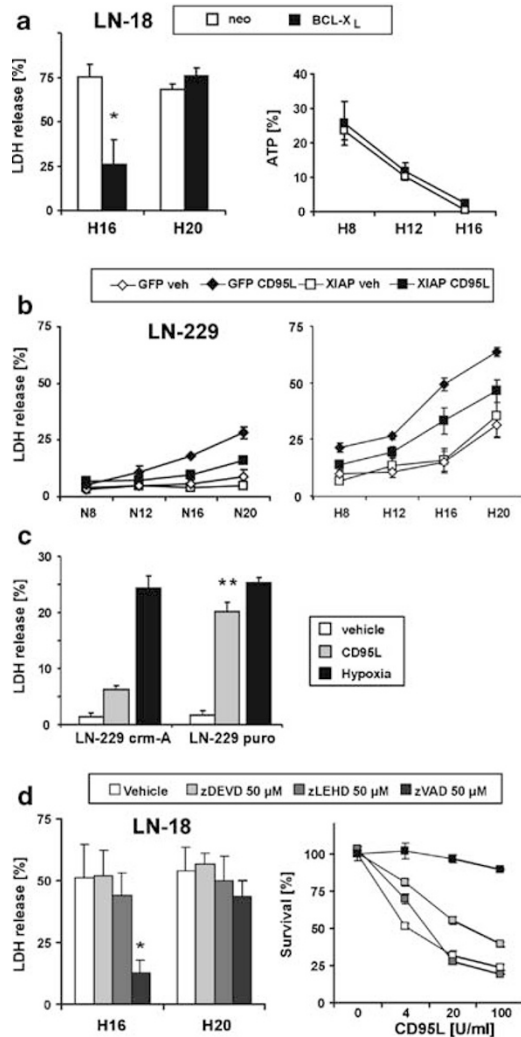 a
LN-18
neo BCL-XL
LDH release [%]
100
75
50
25
0
*
H16 H20
ATP [%]
40
30
20
10
0
H8 H12 H16
b
GFP veh GFP CD95L XIAP veh XIAP CD95L
LN-229
LDH release [%]
75
50
25
0
N8 N12 N16 N20
LDH release [%]
75
50
25
0
H8 H12 H16 H20
c
LDH release [%]
30
20
10
0
**
LN-229 crm-A LN-229 puro
vehicle
CD95L
Hypoxia
d
Vehicle zDEVD 50 µM zLEHD 50 µM zVAD 50 µM
LN-18
LDH release [%]
75
50
25
0
*
H16 H20
Survival [%]
100
75
50
25
0
0 4 20 100
CD95L [U/ml]